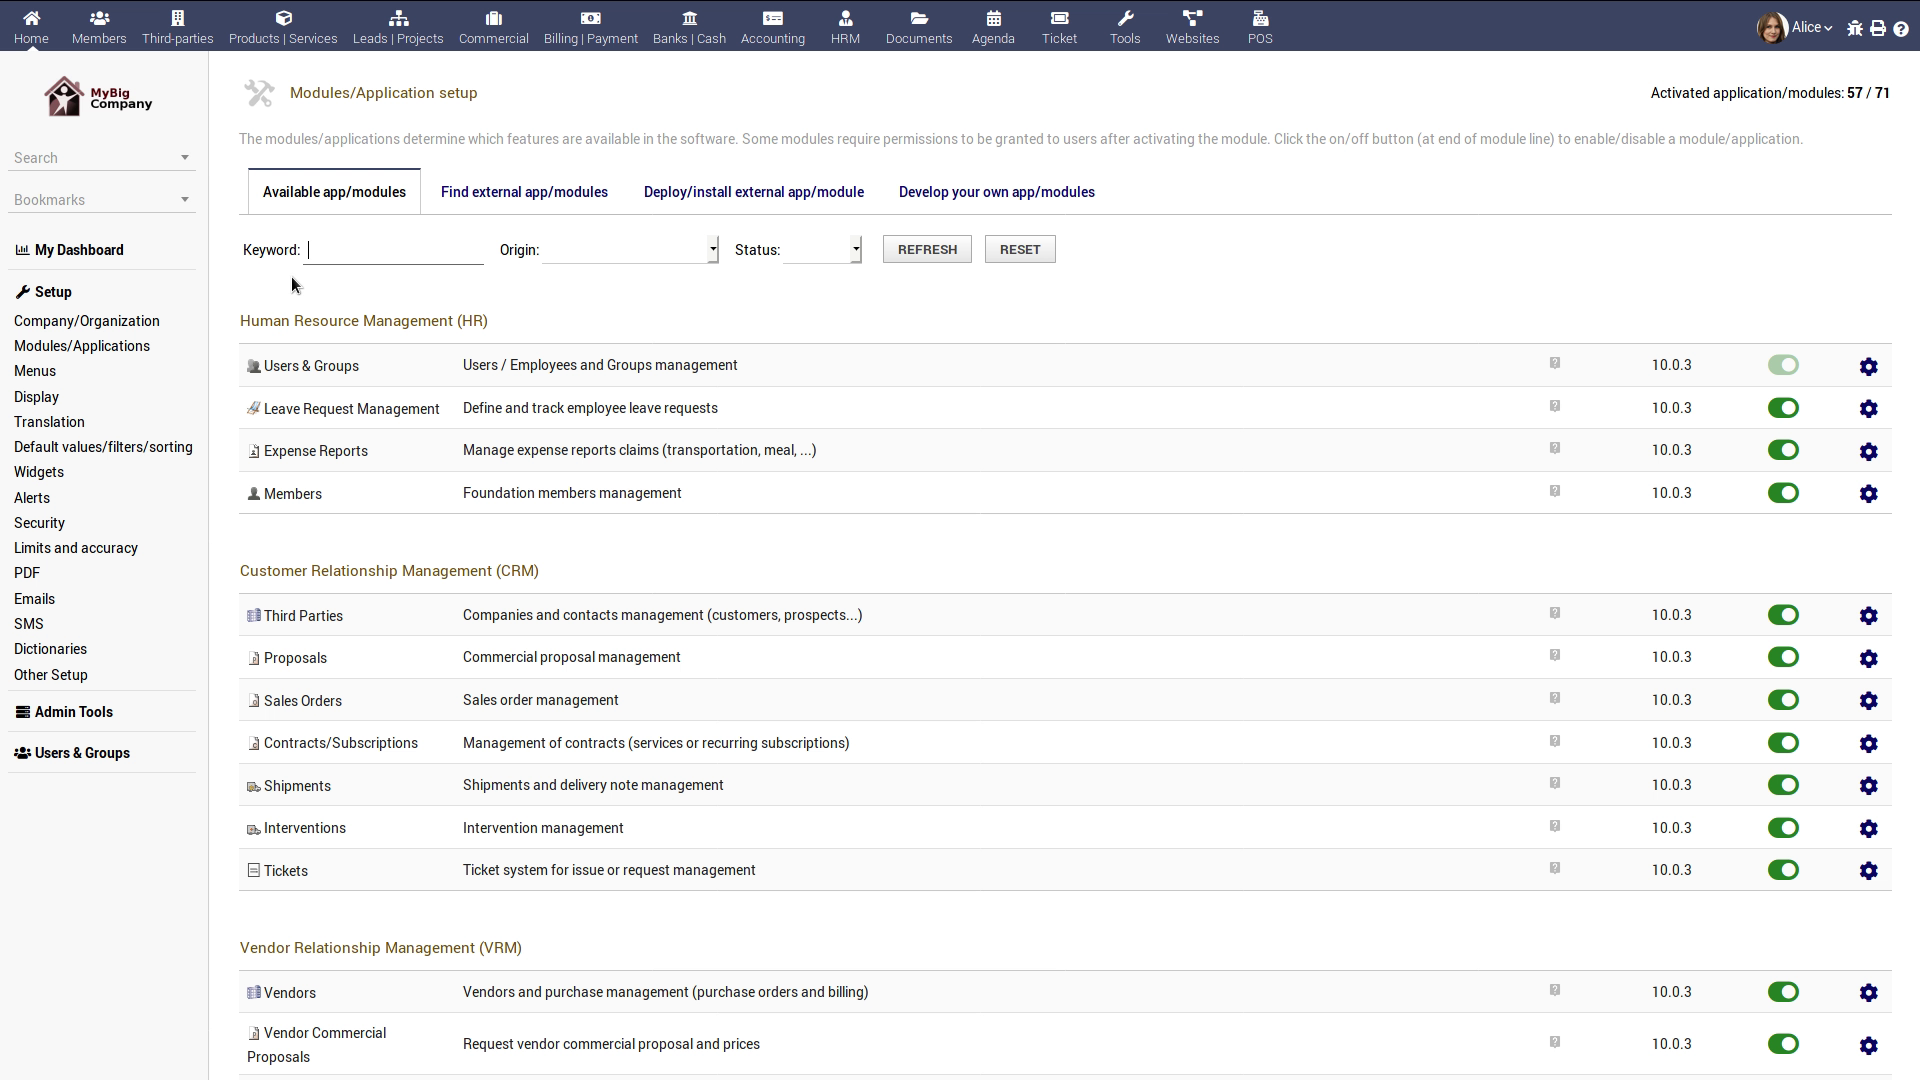 Home Members Third-parties Products | Services Leads | Projects Commercial Billing | Payment Banks | Cash Accounting HRM Documents Agenda Ticket Tools Websites POS Alice
MyBig
Company
Search
Bookmarks
My Dashboard
Setup
Company/Organization
Modules/Applications
Menus
Display
Translation
Default values/filters/sorting
Widgets
Alerts
Security
Limits and accuracy
PDF
Emails
SMS
Dictionaries
Other Setup
Admin Tools
Users & Groups
Modules/Application setup
Activated application/modules: 57 / 71
The modules/applications determine which features are available in the software. Some modules require permissions to be granted to users after activating the module. Click the on/off button (at end of module line) to enable/disable a module/application.
Available app/modules Find external app/modules Deploy/install external app/module Develop your own app/modules
Keyword: Origin: Status: REFRESH RESET
Human Resource Management (HR)
Users & Groups Users / Employees and Groups management 10.0.3
Leave Request Management Define and track employee leave requests 10.0.3
Expense Reports Manage expense reports claims (transportation, meal, ...) 10.0.3
Members Foundation members management 10.0.3
Customer Relationship Management (CRM)
Third Parties Companies and contacts management (customers, prospects...) 10.0.3
Proposals Commercial proposal management 10.0.3
Sales Orders Sales order management 10.0.3
Contracts/Subscriptions Management of contracts (services or recurring subscriptions) 10.0.3
Shipments Shipments and delivery note management 10.0.3
Interventions Intervention management 10.0.3
Tickets Ticket system for issue or request management 10.0.3
Vendor Relationship Management (VRM)
Vendors Vendors and purchase management (purchase orders and billing) 10.0.3
Vendor Commercial
Proposals Request vendor commercial proposal and prices 10.0.3